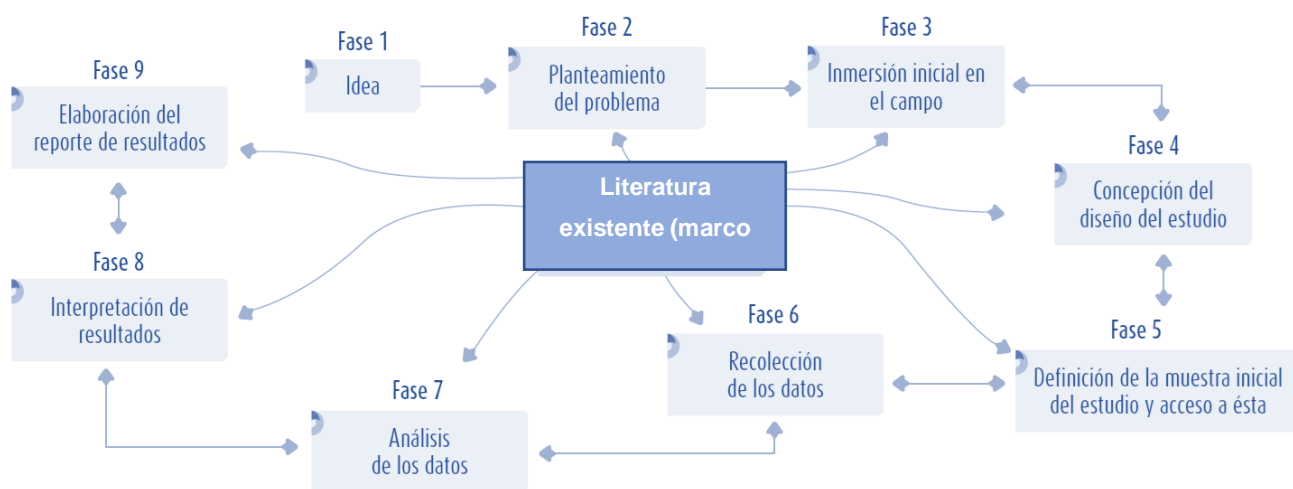 Fase 1
Idea
Fase 2
Planteamiento
del problema
Fase 3
Inmersión inicial en
el campo
Fase 4
Concepción del
diseño del estudio
Fase 5
Definición de la muestra inicial
del estudio y acceso a ésta
Fase 6
Recolección
de los datos
Fase 7
Análisis
de los datos
Fase 8
Interpretación de
resultados
Fase 9
Elaboración del
reporte de resultados
Literatura
existente (marco